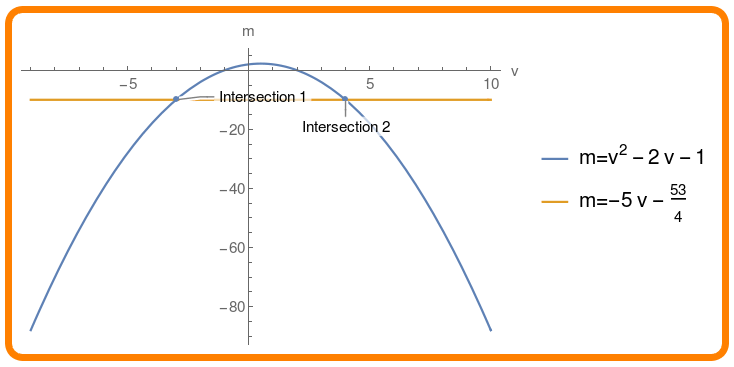 m
v
−5
5
10
Intersection 1
−20
Intersection 2
−40
−60
−80
m=v² − 2 v − 1
m=−5 v − 53/4